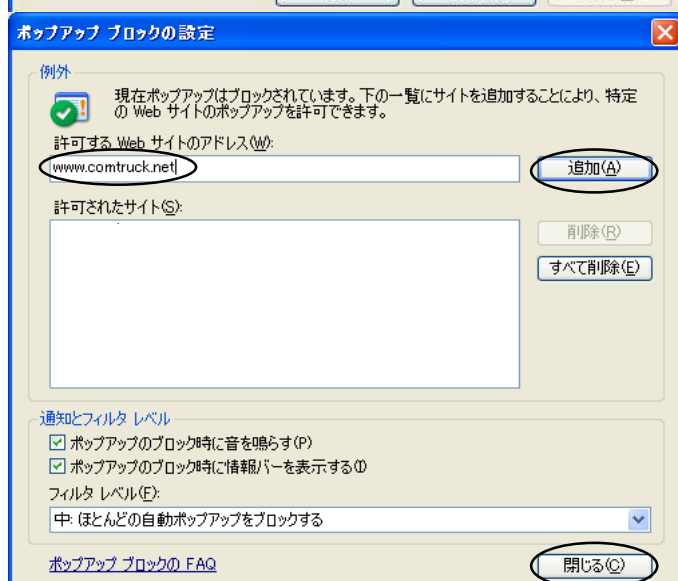 ポップアップ ブロックの設定
例外
現在ポップアップはブロックされています。下の一覧にサイトを追加することにより、特定
の Web サイトのポップアップを許可できます。
許可する Web サイトのアドレス(W):
www.comtruck.net
追加(A)
許可されたサイト(S):
削除(R)
すべて削除(E)
通知とフィルタ レベル
ポップアップのブロック時に音を鳴らす(P)
ポップアップのブロック時に情報バーを表示する(I)
フィルタ レベル(F):
中: ほとんどの自動ポップアップをブロックする
ポップアップ ブロックの FAQ
閉じる(C)